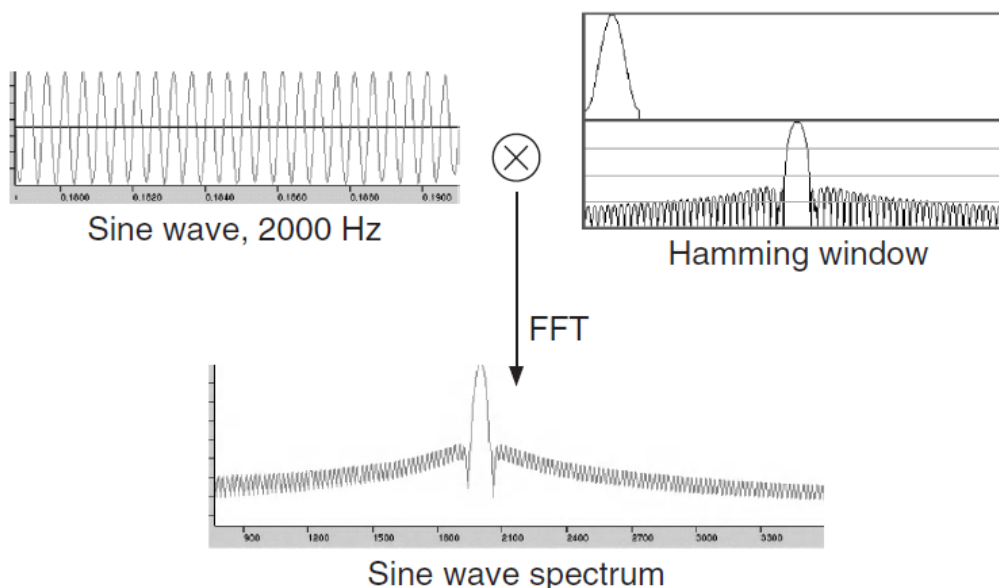 0.1800 0.1820 0.1840 0.1860 0.1880 0.1900
Sine wave, 2000 Hz
Hamming window
FFT
900 1200 1500 1800 2100 2400 2700 3000 3300
Sine wave spectrum